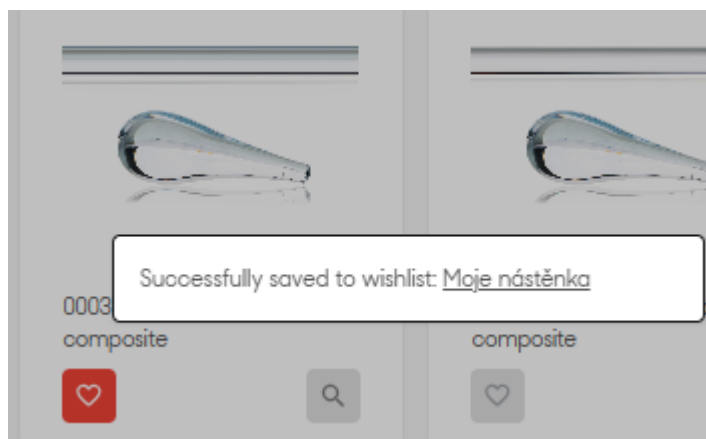 Successfully saved to wishlist: Moje nástěnka
0003
composite
composite